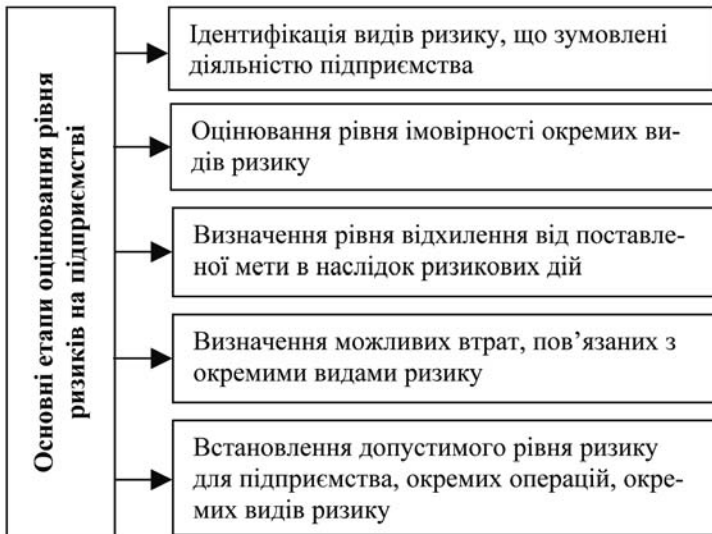 Основні етапи оцінювання рівня
ризиків на підприємстві
Ідентифікація видів ризику, що зумовлені
діяльністю підприємства
Оцінювання рівня імовірності окремих ви-
дів ризику
Визначення рівня відхилення від поставле-
ної мети в наслідок ризикових дій
Визначення можливих втрат, пов’язаних з
окремими видами ризику
Встановлення допустимого рівня ризику
для підприємства, окремих операцій, окре-
мих видів ризику